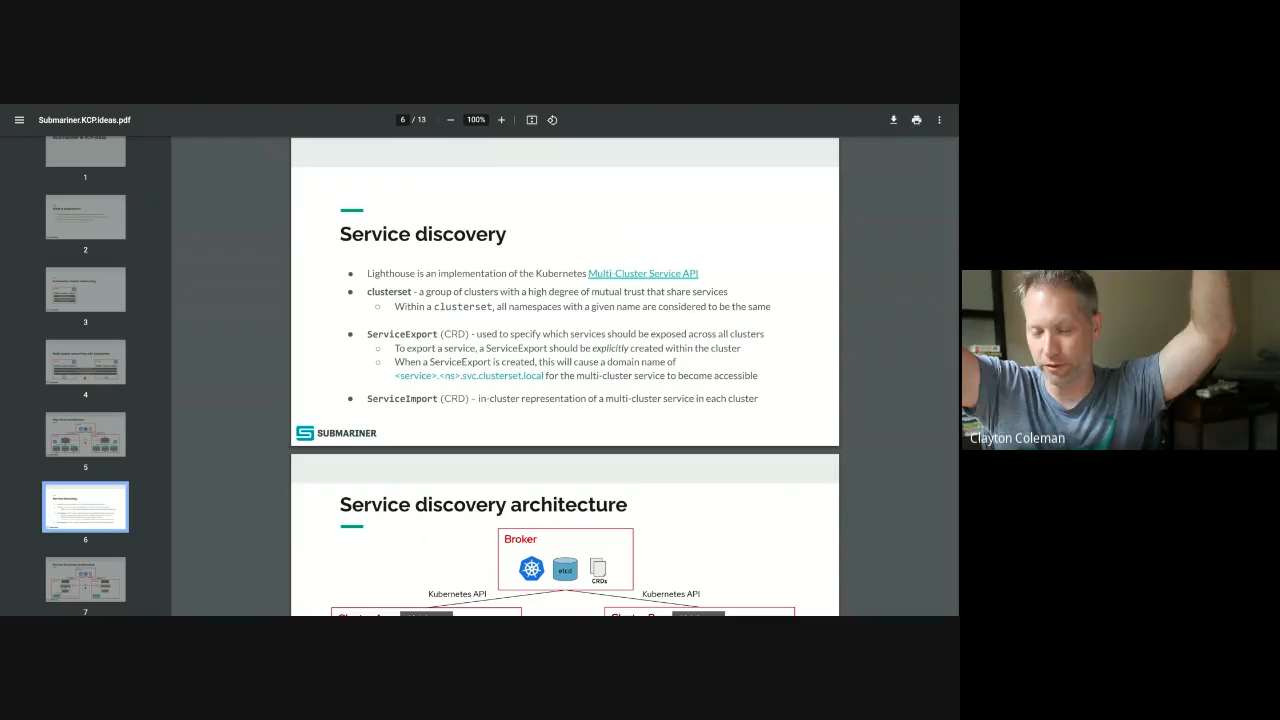 Submariner.KCP.ideas.pdf
6 / 13
100%
1
2
3
4
5
6
7
Service discovery
● Lighthouse is an implementation of the Kubernetes Multi-Cluster Service API
● clusterset - a group of clusters with a high degree of mutual trust that share services
○ Within a clusterset, all namespaces with a given name are considered to be the same
● ServiceExport (CRD) - used to specify which services should be exposed across all clusters
○ To export a service, a ServiceExport should be explicitly created within the cluster
○ When a ServiceExport is created, this will cause a domain name of
<service>.<ns>.svc.clusterset.local for the multi-cluster service to become accessible
● ServiceImport (CRD) - in-cluster representation of a multi-cluster service in each cluster
SUBMARINER
Service discovery architecture
Broker
etcd
CRDs
Kubernetes API
Kubernetes API
Clayton Coleman